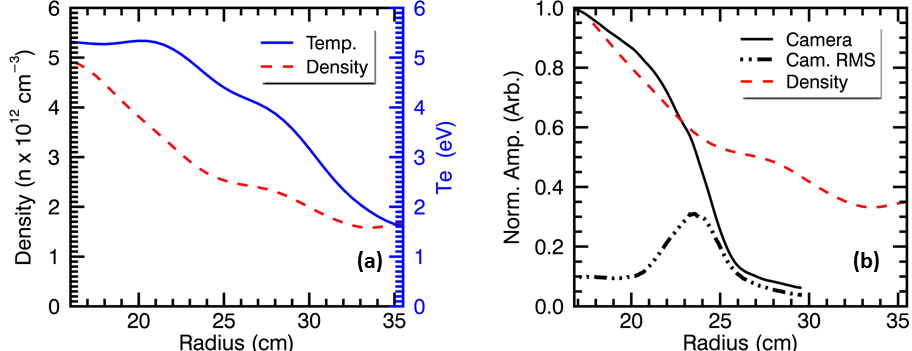 6
5
4
3
2
1
0
Density (n x 10¹² cm⁻³)
Temp.
Density
(a)
6
5
4
3
2
1
0
Te (eV)
20 25 30 35
Radius (cm)
1.0
0.8
0.6
0.4
0.2
0.0
Norm. Amp. (Arb.)
Camera
Cam. RMS
Density
(b)
20 25 30 35
Radius (cm)